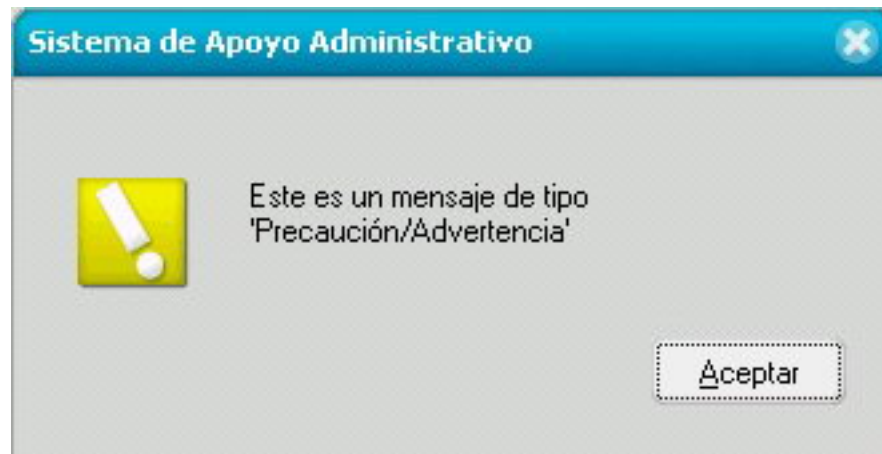 Sistema de Apoyo Administrativo
Este es un mensaje de tipo
'Precaución/Advertencia'
Aceptar